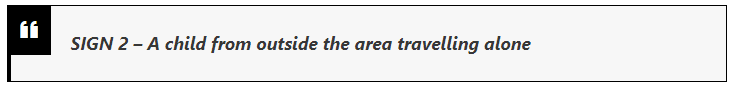 SIGN 2 – A child from outside the area travelling alone